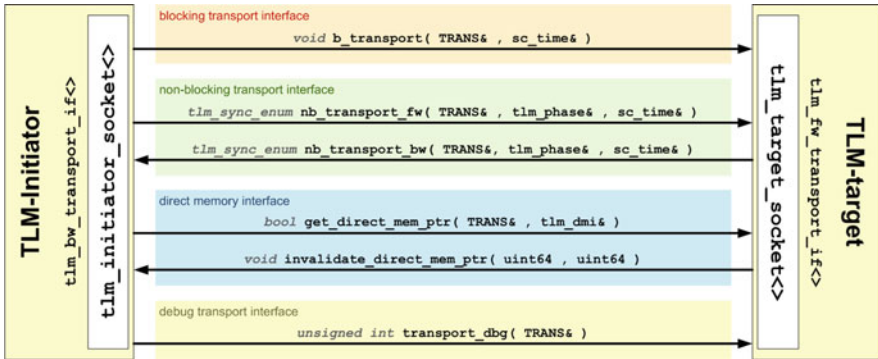 TLM-Initiator
tlm_bw_transport_if<>
tlm_initiator_socket<>
blocking transport interface
void b_transport( TRANS& , sc_time& )
non-blocking transport interface
tlm_sync_enum nb_transport_fw( TRANS& , tlm_phase& , sc_time& )
tlm_sync_enum nb_transport_bw( TRANS&, tlm_phase& , sc_time& )
direct memory interface
bool get_direct_mem_ptr( TRANS& , tlm_dmi& )
void invalidate_direct_mem_ptr( uint64 , uint64 )
debug transport interface
unsigned int transport_dbg( TRANS& )
tlm_target_socket<>
tlm_fw_transport_if<>
TLM-target